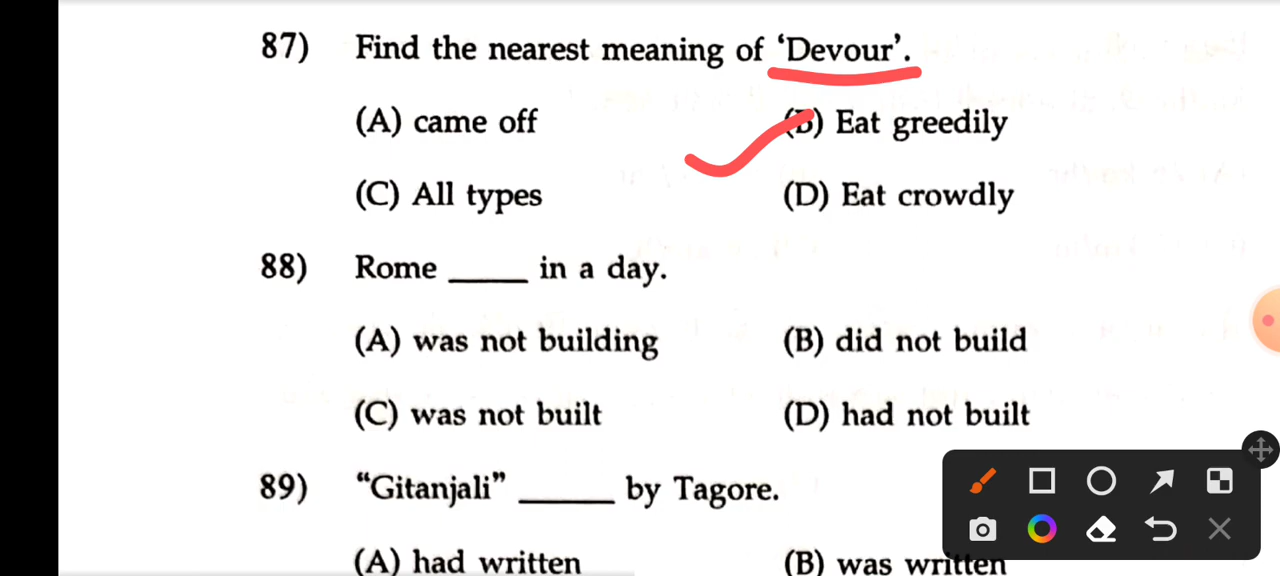 87) Find the nearest meaning of ‘Devour’.
(A) came off (B) Eat greedily
(C) All types (D) Eat crowdly
88) Rome _____ in a day.
(A) was not building (B) did not build
(C) was not built (D) had not built
89) “Gitanjali” ______ by Tagore.
(A) had written (B) was written